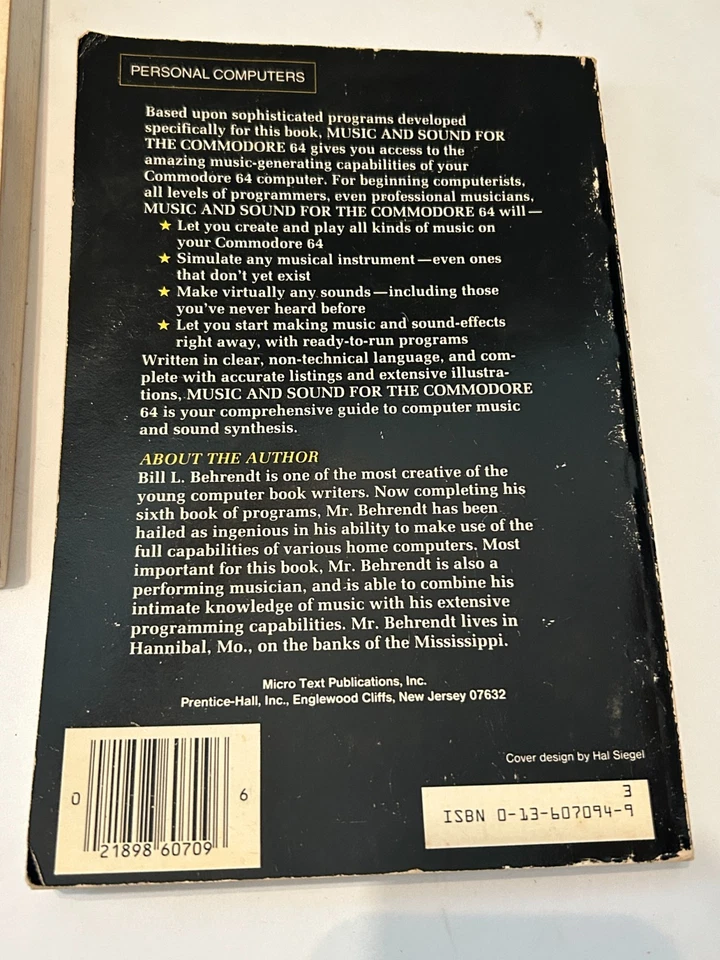 PERSONAL COMPUTERS
Based upon sophisticated programs developed
specifically for this book, MUSIC AND SOUND FOR
THE COMMODORE 64 gives you access to the
amazing music-generating capabilities of your
Commodore 64 computer. For beginning computerists,
all levels of programmers, even professional musicians,
MUSIC AND SOUND FOR THE COMMODORE 64 will—
★ Let you create and play all kinds of music on
your Commodore 64
★ Simulate any musical instrument—even ones
that don't yet exist
★ Make virtually any sounds—including those
you've never heard before
★ Let you start making music and sound-effects
right away, with ready-to-run programs
Written in clear, non-technical language, and com-
plete with accurate listings and extensive illustra-
tions, MUSIC AND SOUND FOR THE COMMODORE
64 is your comprehensive guide to computer music
and sound synthesis.
ABOUT THE AUTHOR
Bill L. Behrendt is one of the most creative of the
young computer book writers. Now completing his
sixth book of programs, Mr. Behrendt has been
hailed as ingenious in his ability to make use of the
full capabilities of various home computers. Most
important for this book, Mr. Behrendt is also a
performing musician, and is able to combine his
intimate knowledge of music with his extensive
programming capabilities. Mr. Behrendt lives in
Hannibal, Mo., on the banks of the Mississippi.
Micro Text Publications, Inc.
Prentice-Hall, Inc., Englewood Cliffs, New Jersey 07632
Cover design by Hal Siegel
0 21898 60709 6
3
ISBN 0-13-607094-9